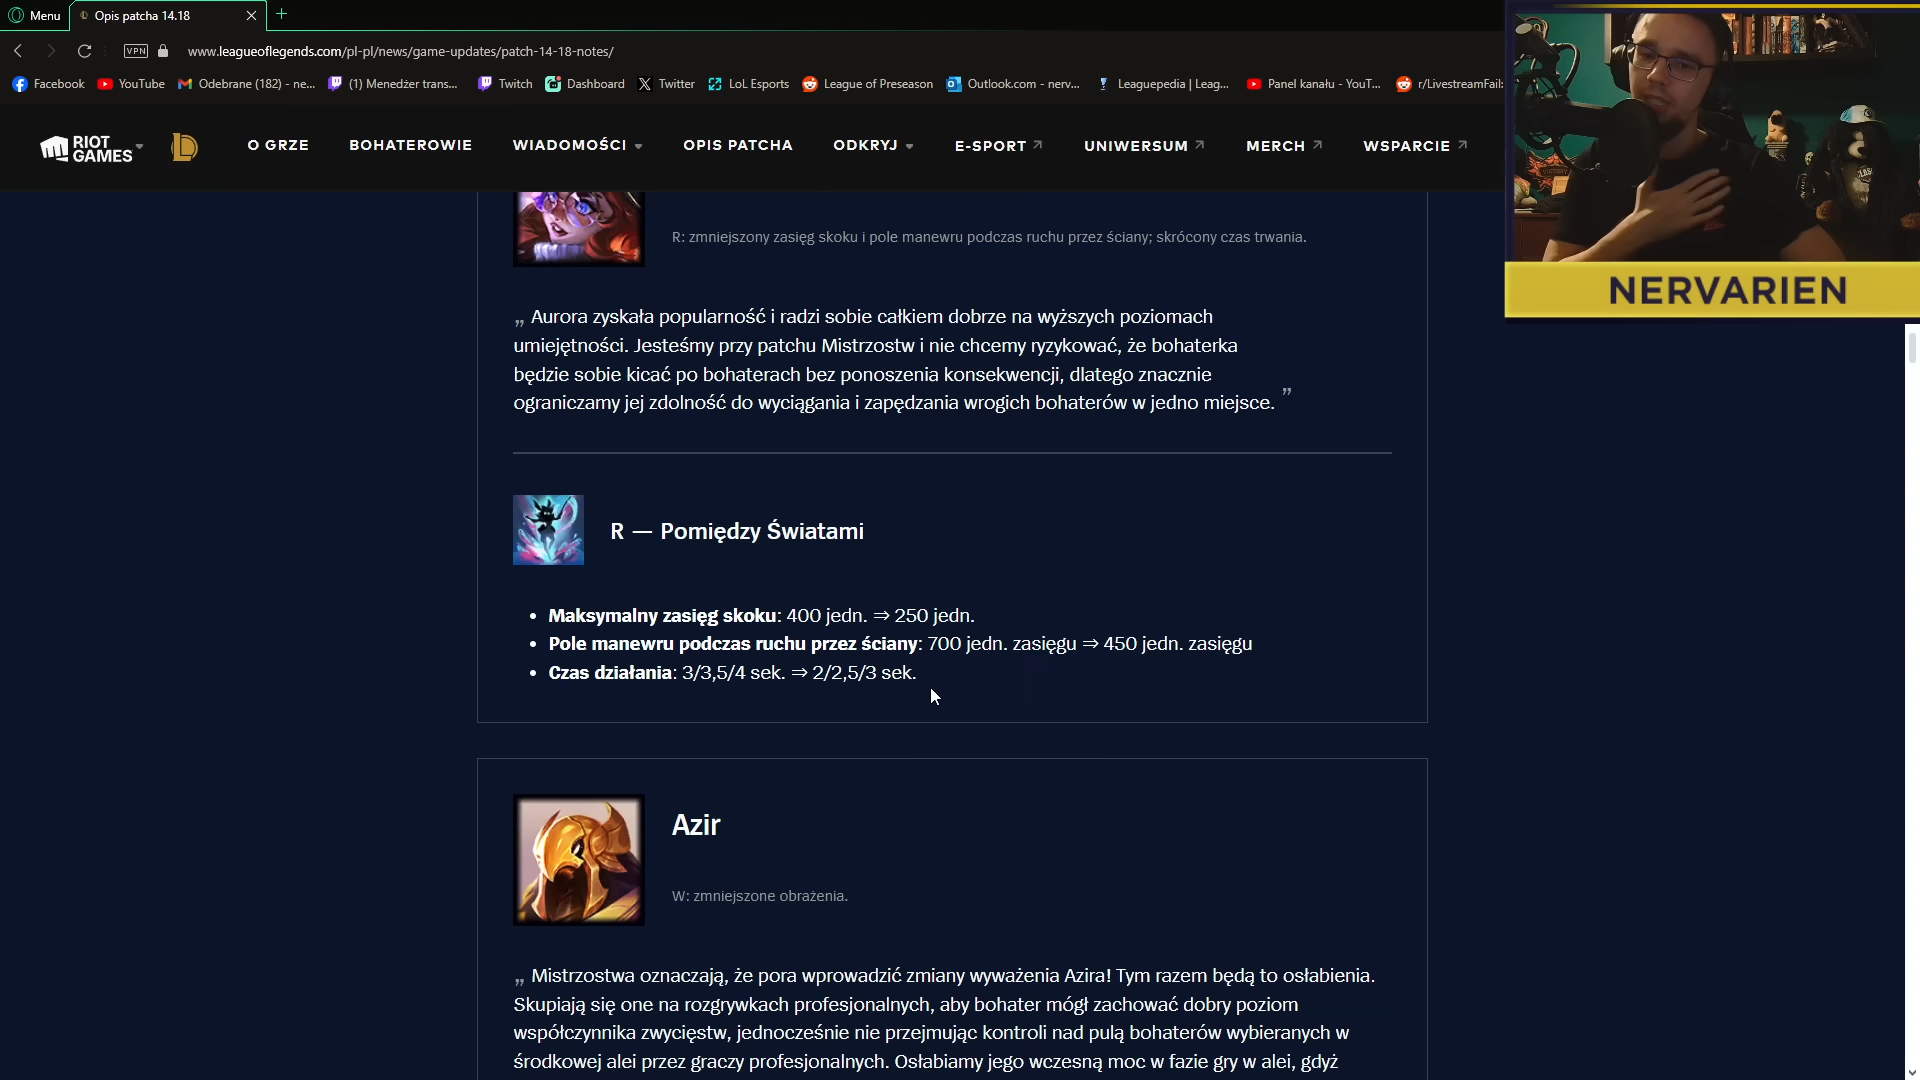 Menu
Opis patcha 14.18
VPN
www.leagueoflegends.com/pl-pl/news/game-updates/patch-14-18-notes/
Facebook
YouTube
Odebrane (182) - ne...
(1) Menedżer trans...
Twitch
Dashboard
Twitter
LoL Esports
League of Preseason
Outlook.com - nerv...
Leaguepedia | Leag...
Panel kanału - YouT...
r/LivestreamFail:
RIOT
GAMES
O GRZE
BOHATEROWIE
WIADOMOŚCI
OPIS PATCHA
ODKRYJ
E-SPORT
UNIWERSUM
MERCH
WSPARCIE
NERVARIEN
R: zmniejszony zasięg skoku i pole manewru podczas ruchu przez ściany; skrócony czas trwania.
„ Aurora zyskała popularność i radzi sobie całkiem dobrze na wyższych poziomach
umiejętności. Jesteśmy przy patchu Mistrzostw i nie chcemy ryzykować, że bohaterka
będzie sobie kicać po bohaterach bez ponoszenia konsekwencji, dlatego znacznie
ograniczamy jej zdolność do wyciągania i zapędzania wrogich bohaterów w jedno miejsce. ”
R — Pomiędzy Światami
• Maksymalny zasięg skoku: 400 jedn. ⇒ 250 jedn.
• Pole manewru podczas ruchu przez ściany: 700 jedn. zasięgu ⇒ 450 jedn. zasięgu
• Czas działania: 3/3,5/4 sek. ⇒ 2/2,5/3 sek.
Azir
W: zmniejszone obrażenia.
„ Mistrzostwa oznaczają, że pora wprowadzić zmiany wyważenia Azira! Tym razem będą to osłabienia.
Skupiają się one na rozgrywkach profesjonalnych, aby bohater mógł zachować dobry poziom
współczynnika zwycięstw, jednocześnie nie przejmując kontroli nad pulą bohaterów wybieranych w
środkowej alei przez graczy profesjonalnych. Osłabiamy jego wczesną moc w fazie gry w alei, gdyż